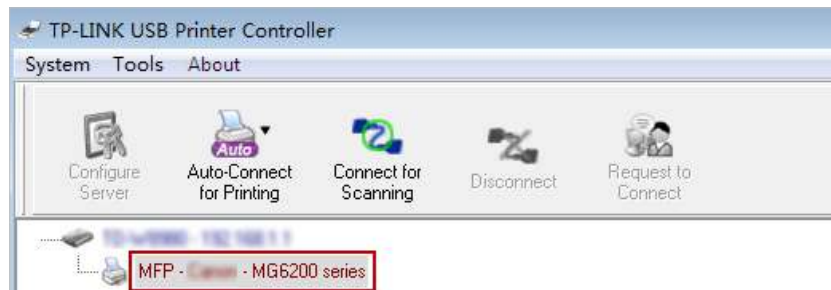 TP-LINK USB Printer Controller
System Tools About
Configure Server
Auto
Auto-Connect for Printing
Connect for Scanning
Disconnect
Request to Connect
MFP - - MG6200 series